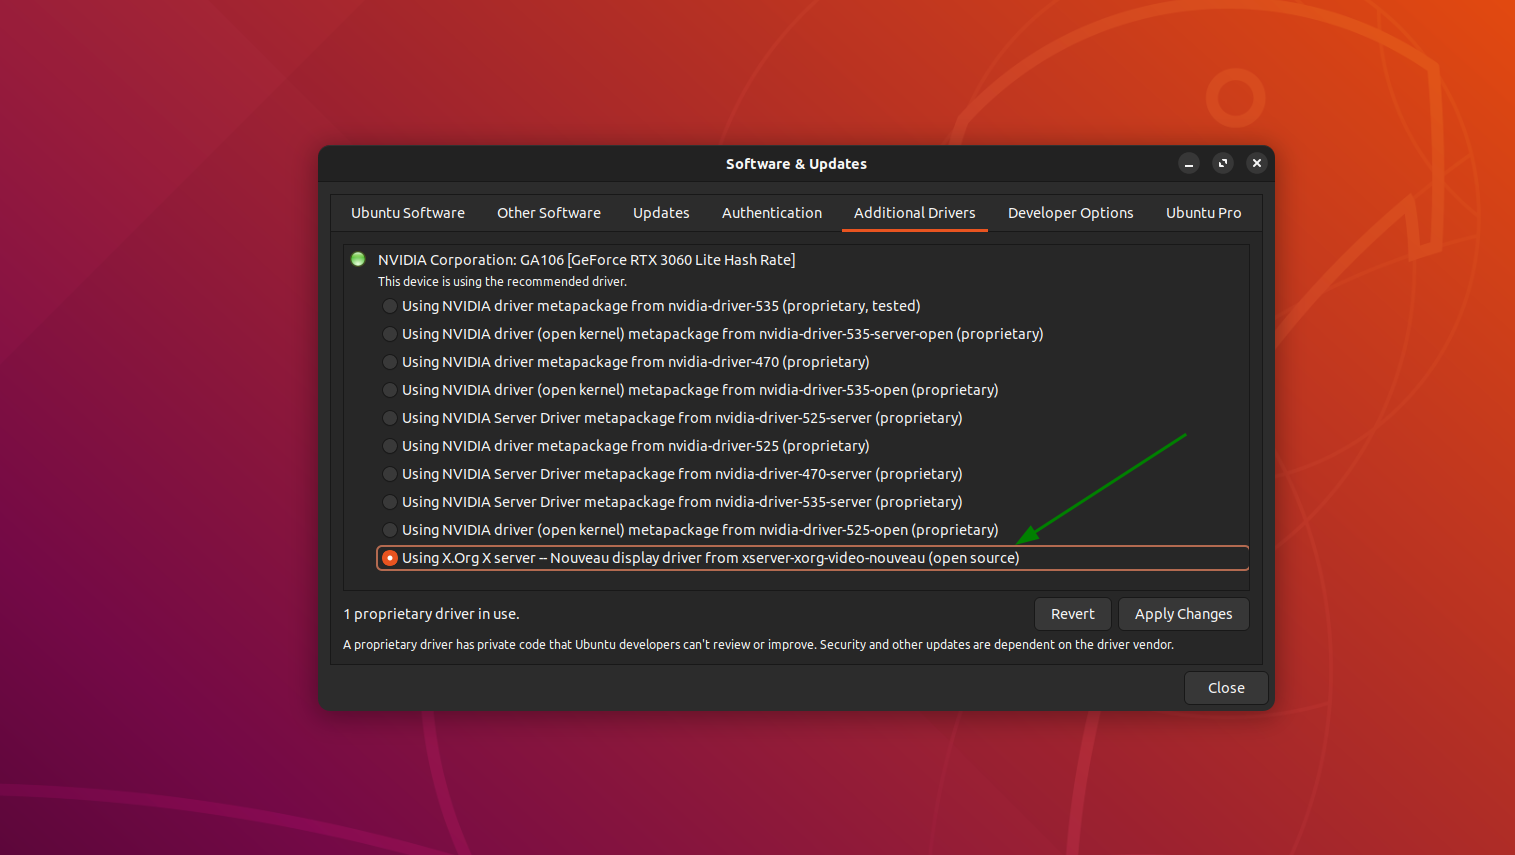 Software & Updates
Ubuntu Software Other Software Updates Authentication Additional Drivers Developer Options Ubuntu Pro
NVIDIA Corporation: GA106 [GeForce RTX 3060 Lite Hash Rate]
This device is using the recommended driver.
Using NVIDIA driver metapackage from nvidia-driver-535 (proprietary, tested)
Using NVIDIA driver (open kernel) metapackage from nvidia-driver-535-server-open (proprietary)
Using NVIDIA driver metapackage from nvidia-driver-470 (proprietary)
Using NVIDIA driver (open kernel) metapackage from nvidia-driver-535-open (proprietary)
Using NVIDIA Server Driver metapackage from nvidia-driver-525-server (proprietary)
Using NVIDIA driver metapackage from nvidia-driver-525 (proprietary)
Using NVIDIA Server Driver metapackage from nvidia-driver-470-server (proprietary)
Using NVIDIA Server Driver metapackage from nvidia-driver-535-server (proprietary)
Using NVIDIA driver (open kernel) metapackage from nvidia-driver-525-open (proprietary)
Using X.Org X server -- Nouveau display driver from xserver-xorg-video-nouveau (open source)
1 proprietary driver in use.
Revert Apply Changes
A proprietary driver has private code that Ubuntu developers can't review or improve. Security and other updates are dependent on the driver vendor.
Close